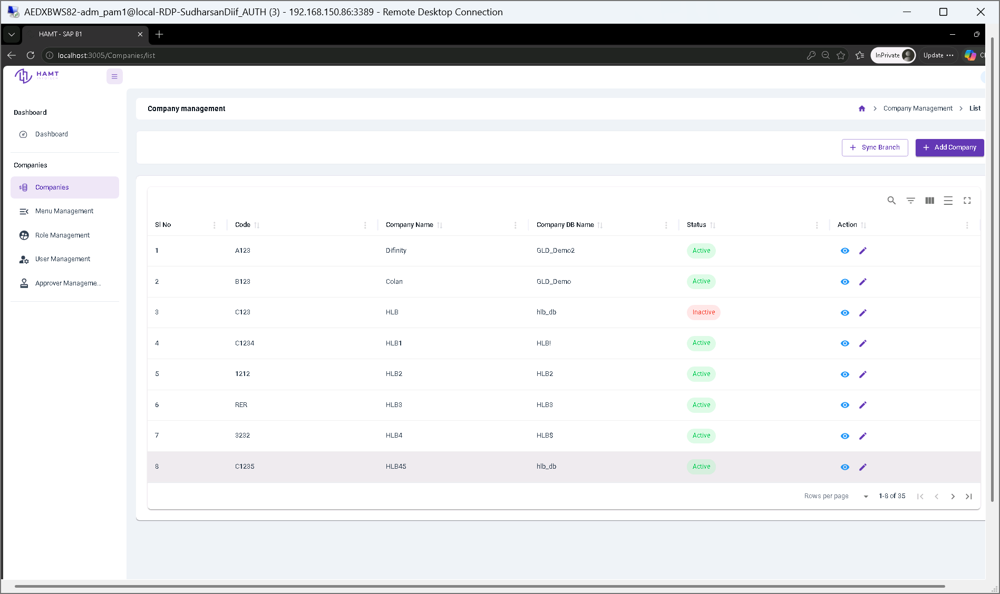 AEDXBWS82-adm_pam1@local-RDP-SudharsanDiif_AUTH (3) - 192.168.150.86:3389 - Remote Desktop Connection
HAMT - SAP B1
localhost:3005/Companies/list
InPrivate
Update
HAMT
INFOTECH
Company management
Company Management
List
Dashboard
Dashboard
Companies
Companies
Menu Management
Role Management
User Management
Approver Manageme...
+ Sync Branch
+ Add Company
Sl No Code Company Name Company DB Name Status Action
1 A123 Difinity GLD_Demo2 Active
2 B123 Colan GLD_Demo Active
3 C123 HLB hlb_db Inactive
4 C1234 HLB1 HLB! Active
5 1212 HLB2 HLB2 Active
6 RER HLB3 HLB3 Active
7 3232 HLB4 HLB$ Active
8 C1235 HLB45 hlb_db Active
Rows per page 1-8 of 35